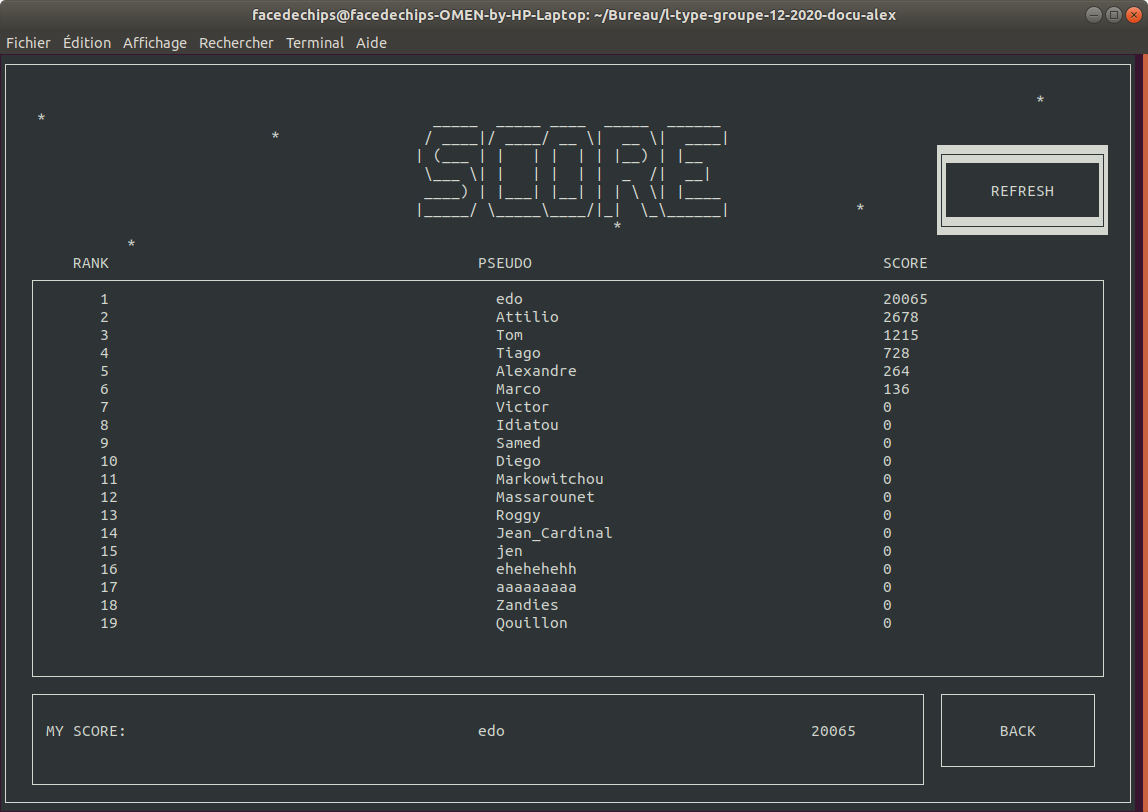 facedechips@facedechips-OMEN-by-HP-Laptop: ~/Bureau/l-type-groupe-12-2020-docu-alex
Fichier Édition Affichage Rechercher Terminal Aide
SCORE
REFRESH
RANK PSEUDO SCORE
1 edo 20065
2 Attilio 2678
3 Tom 1215
4 Tiago 728
5 Alexandre 264
6 Marco 136
7 Victor 0
8 Idiatou 0
9 Samed 0
10 Diego 0
11 Markowitchou 0
12 Massarounet 0
13 Roggy 0
14 Jean_Cardinal 0
15 jen 0
16 ehehehehh 0
17 aaaaaaaaa 0
18 Zandies 0
19 Qouillon 0
MY SCORE: edo 20065
BACK